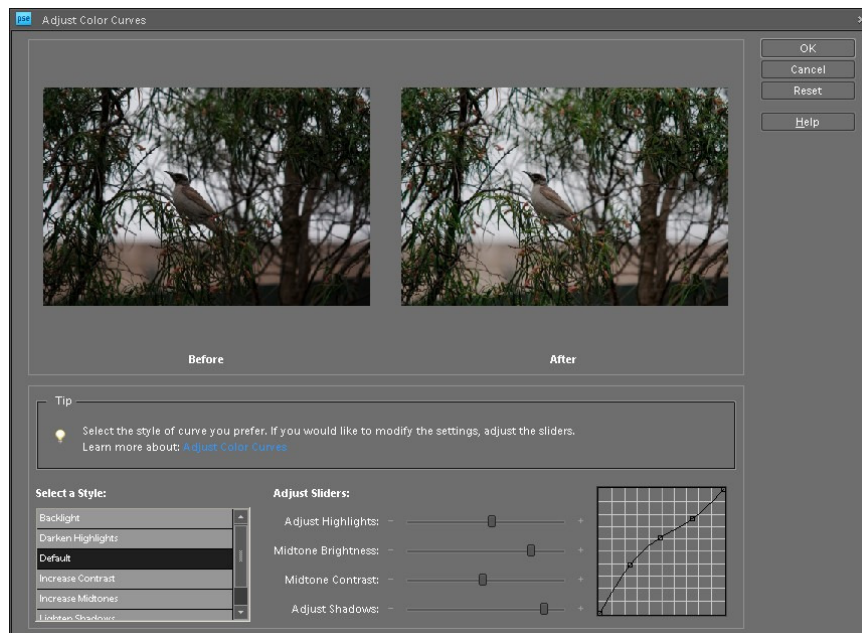 pse Adjust Color Curves
OK
Cancel
Reset
Help
Before After
Tip
Select the style of curve you prefer. If you would like to modify the settings, adjust the sliders.
Learn more about: Adjust Color Curves
Select a Style:
Backlight
Darken Highlights
Default
Increase Contrast
Increase Midtones
Lighten Shadows
Adjust Sliders:
Adjust Highlights: - +
Midtone Brightness: - +
Midtone Contrast: - +
Adjust Shadows: - +